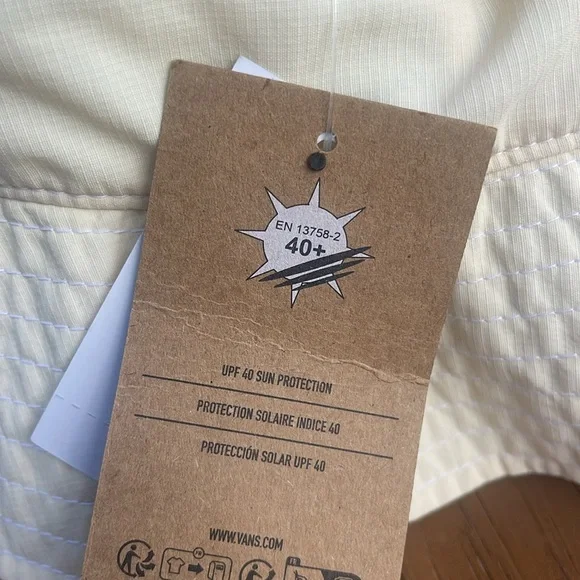 EN 13758-2
40+
UPF 40 SUN PROTECTION
PROTECTION SOLAIRE INDICE 40
PROTECCIÓN SOLAR UPF 40
WWW.VANS.COM
FR